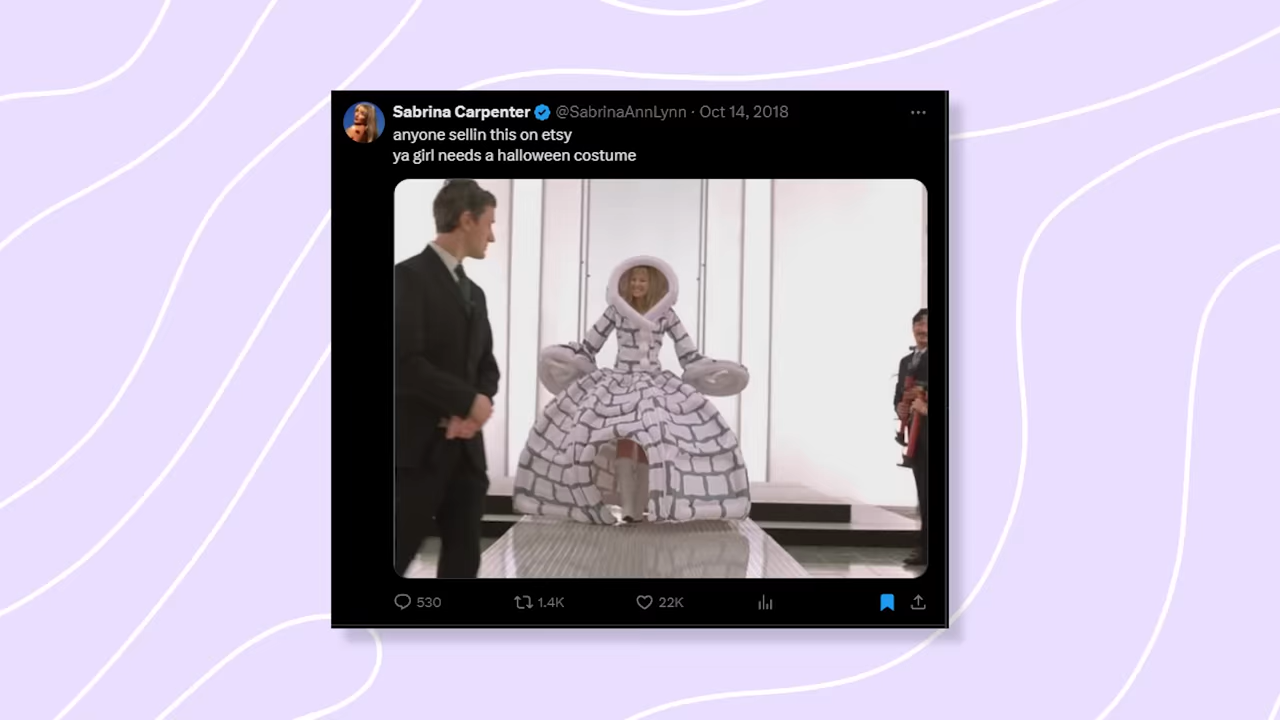 Sabrina Carpenter @SabrinaAnnLynn · Oct 14, 2018
anyone sellin this on etsy
ya girl needs a halloween costume
530 1.4K 22K